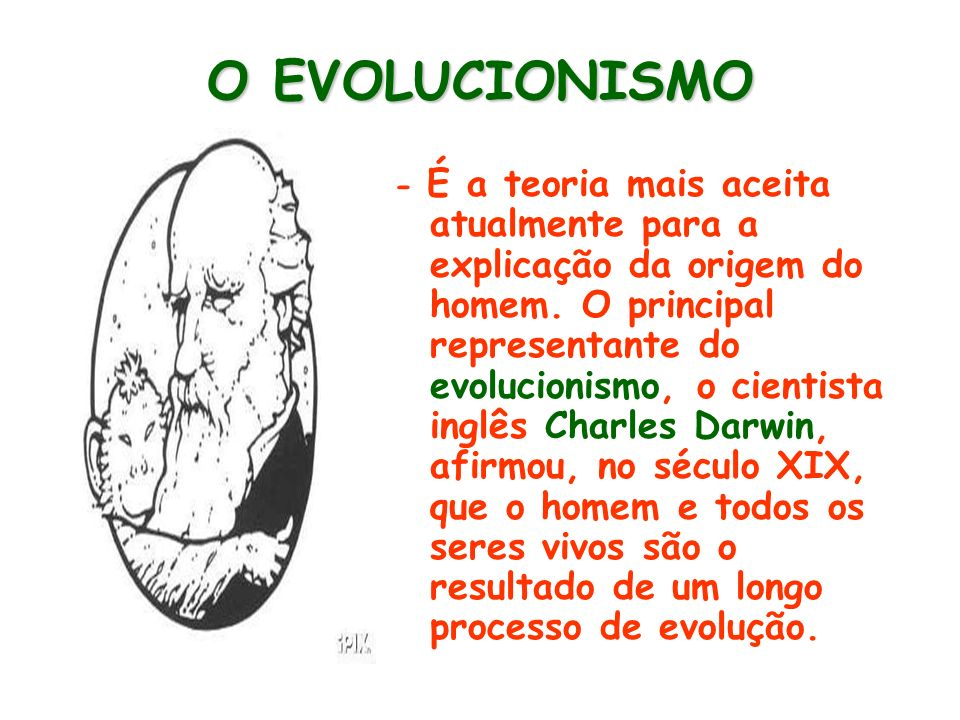 O EVOLUCIONISMO
- É a teoria mais aceita
atualmente para a
explicação da origem do
homem. O principal
representante do
evolucionismo, o cientista
inglês Charles Darwin,
afirmou, no século XIX,
que o homem e todos os
seres vivos são o
resultado de um longo
processo de evolução.